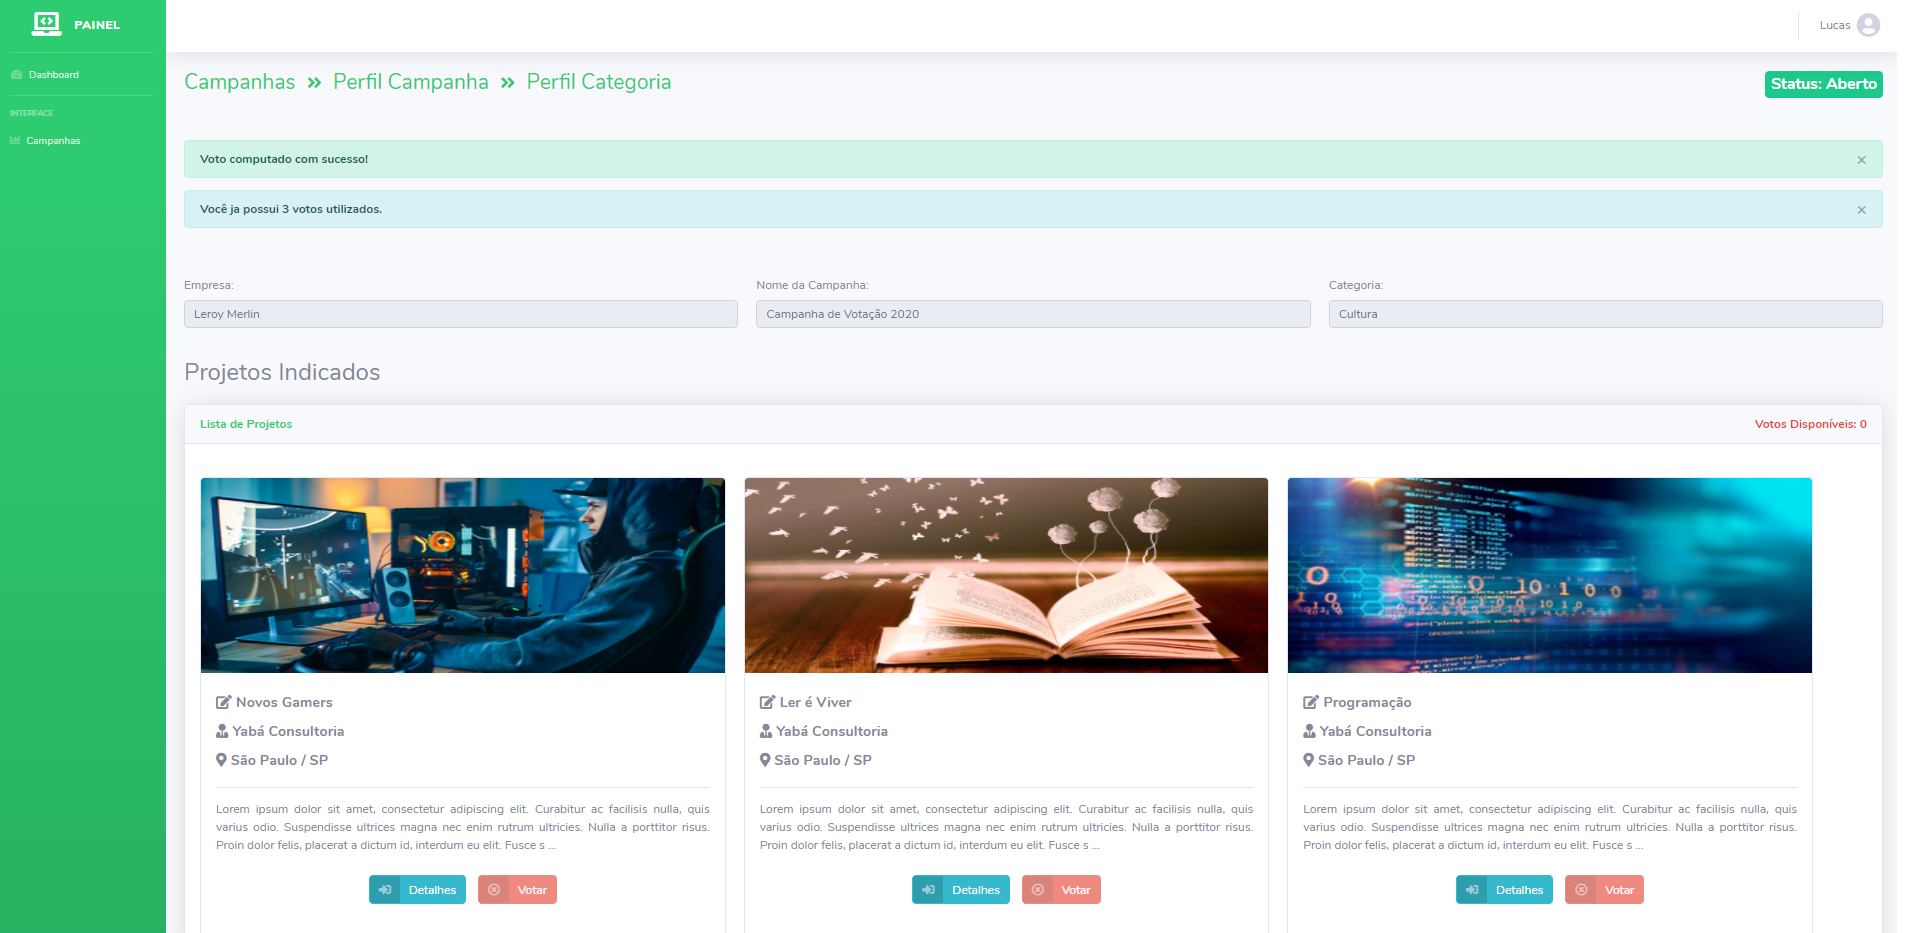 PAINEL
Lucas
Dashboard
INTERFACE
Campanhas
Campanhas » Perfil Campanha » Perfil Categoria
Status: Aberto
Voto computado com sucesso!
×
Você ja possui 3 votos utilizados.
×
Empresa:
Nome da Campanha:
Categoria:
Leroy Merlin
Campanha de Votação 2020
Cultura
Projetos Indicados
Lista de Projetos
Votos Disponíveis: 0
Novos Gamers
Yabá Consultoria
São Paulo / SP
Lorem ipsum dolor sit amet, consectetur adipiscing elit. Curabitur ac facilisis nulla, quis
varius odio. Suspendisse ultrices magna nec enim rutrum ultricies. Nulla a porttitor risus.
Proin dolor felis, placerat a dictum id, interdum eu elit. Fusce s ...
Detalhes
Votar
Ler é Viver
Yabá Consultoria
São Paulo / SP
Lorem ipsum dolor sit amet, consectetur adipiscing elit. Curabitur ac facilisis nulla, quis
varius odio. Suspendisse ultrices magna nec enim rutrum ultricies. Nulla a porttitor risus.
Proin dolor felis, placerat a dictum id, interdum eu elit. Fusce s ...
Detalhes
Votar
Programação
Yabá Consultoria
São Paulo / SP
Lorem ipsum dolor sit amet, consectetur adipiscing elit. Curabitur ac facilisis nulla, quis
varius odio. Suspendisse ultrices magna nec enim rutrum ultricies. Nulla a porttitor risus.
Proin dolor felis, placerat a dictum id, interdum eu elit. Fusce s ...
Detalhes
Votar